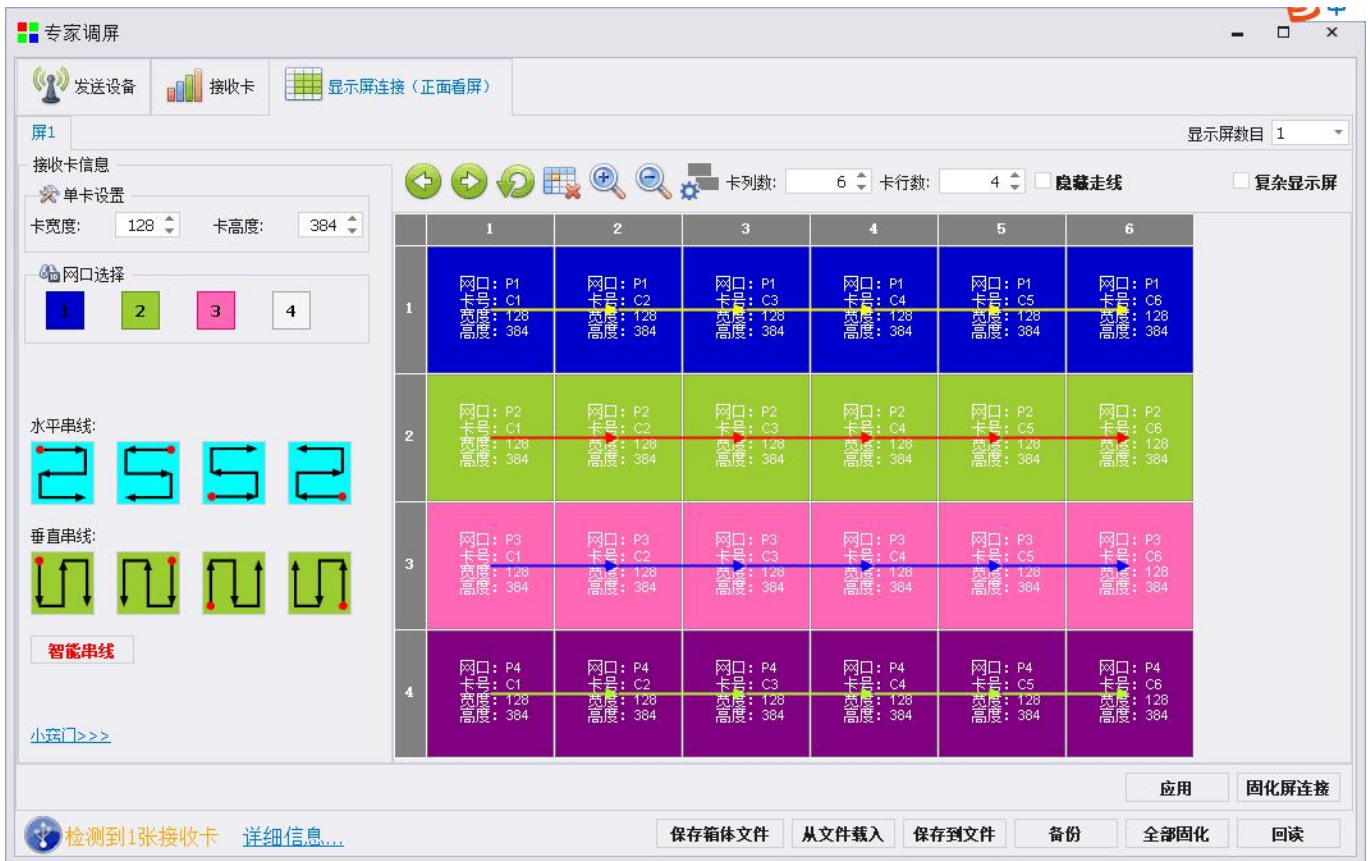 专家调屏
发送设备 接收卡 显示屏连接（正面看屏）
屏1 显示屏数目 1
接收卡信息
单卡设置
卡宽度: 128 卡高度: 384
网口选择
1 2 3 4
水平串线:
垂直串线:
智能串线
小窍门>>>
卡列数: 6 卡行数: 4 隐藏走线 复杂显示屏
1 2 3 4 5 6
1
网口: P1 网口: P1 网口: P1 网口: P1 网口: P1 网口: P1
卡号: C1 卡号: C2 卡号: C3 卡号: C4 卡号: C5 卡号: C6
宽度: 128 宽度: 128 宽度: 128 宽度: 128 宽度: 128 宽度: 128
高度: 384 高度: 384 高度: 384 高度: 384 高度: 384 高度: 384
2
网口: P2 网口: P2 网口: P2 网口: P2 网口: P2 网口: P2
卡号: C1 卡号: C2 卡号: C3 卡号: C4 卡号: C5 卡号: C6
宽度: 128 宽度: 128 宽度: 128 宽度: 128 宽度: 128 宽度: 128
高度: 384 高度: 384 高度: 384 高度: 384 高度: 384 高度: 384
3
网口: P3 网口: P3 网口: P3 网口: P3 网口: P3 网口: P3
卡号: C1 卡号: C2 卡号: C3 卡号: C4 卡号: C5 卡号: C6
宽度: 128 宽度: 128 宽度: 128 宽度: 128 宽度: 128 宽度: 128
高度: 384 高度: 384 高度: 384 高度: 384 高度: 384 高度: 384
4
网口: P4 网口: P4 网口: P4 网口: P4 网口: P4 网口: P4
卡号: C1 卡号: C2 卡号: C3 卡号: C4 卡号: C5 卡号: C6
宽度: 128 宽度: 128 宽度: 128 宽度: 128 宽度: 128 宽度: 128
高度: 384 高度: 384 高度: 384 高度: 384 高度: 384 高度: 384
应用 固化屏连接
检测到1张接收卡 详细信息... 保存箱体文件 从文件载入 保存到文件 备份 全部固化 回读